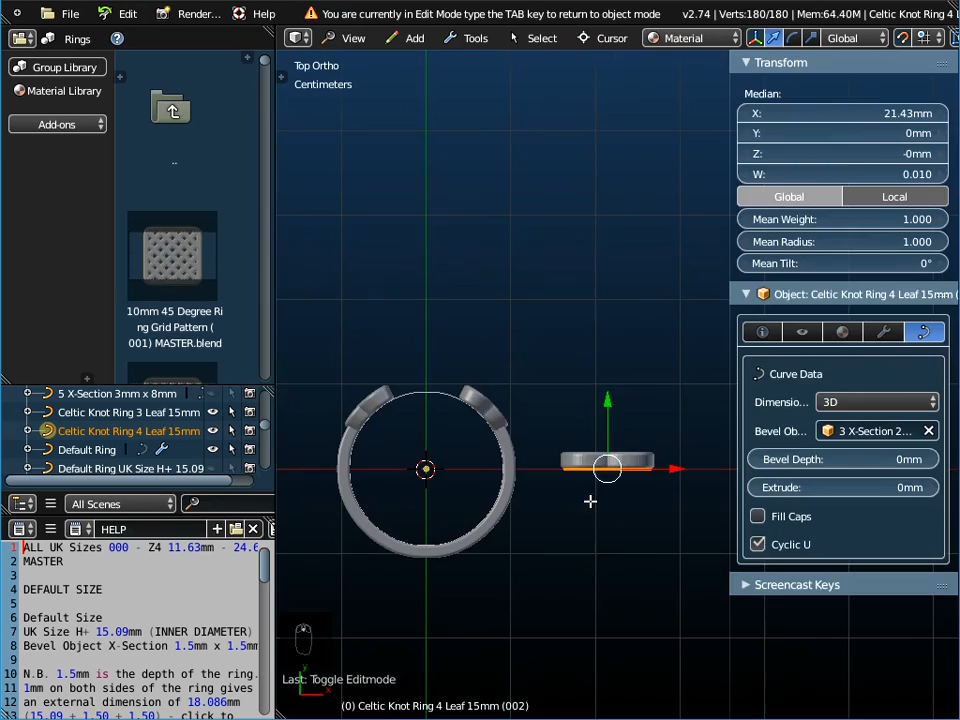 File Edit Render... Help You are currently in Edit Mode type the TAB key to return to object mode v2.74 | Verts:180/180 | Mem:64.40M | Celtic Knot Ring 4 L
Rings
View Add Tools Select Cursor Material Global
Group Library
Material Library
Add-ons
..
10mm 45 Degree Ri
ng Grid Pattern (
001) MASTER.blend
5 X-Section 3mm x 8mm
Celtic Knot Ring 3 Leaf 15mm
Celtic Knot Ring 4 Leaf 15mm
Default Ring
Default Ring UK Size H+ 15.09
All Scenes
HELP
1 ALL UK Sizes 000 - Z4 11.63mm - 24.6
2 MASTER
3
4 DEFAULT SIZE
5
6 Default Size
7 UK Size H+ 15.09mm (INNER DIAMETER)
8 Bevel Object X-Section 1.5mm x 1.5mm
9
10 N.B. 1.5mm is the depth of the ring.
11 1mm on both sides of the ring gives
12 an external dimension of 18.086mm
13 (15.09 + 1.50 + 1.50) - click to
Top Ortho
Centimeters
Last: Toggle Editmode
(0) Celtic Knot Ring 4 Leaf 15mm (002)
y
x
Transform
Median:
X: 21.43mm
Y: 0mm
Z: -0mm
W: 0.010
Global Local
Mean Weight: 1.000
Mean Radius: 1.000
Mean Tilt: 0°
Object: Celtic Knot Ring 4 Leaf 15mm (
Curve Data
Dimensio... 3D
Bevel Ob... 3 X-Section 2...
Bevel Depth: 0mm
Extrude: 0mm
Fill Caps
Cyclic U
Screencast Keys